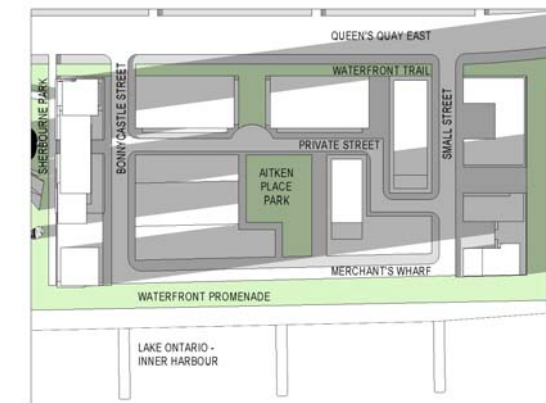 QUEEN'S QUAY EAST
WATERFRONT TRAIL
SHERBOURNE PARK
BONNYCASTLE STREET
SMALL STREET
PRIVATE STREET
AITKEN
PLACE
PARK
MERCHANT'S WHARF
WATERFRONT PROMENADE
LAKE ONTARIO -
INNER HARBOUR